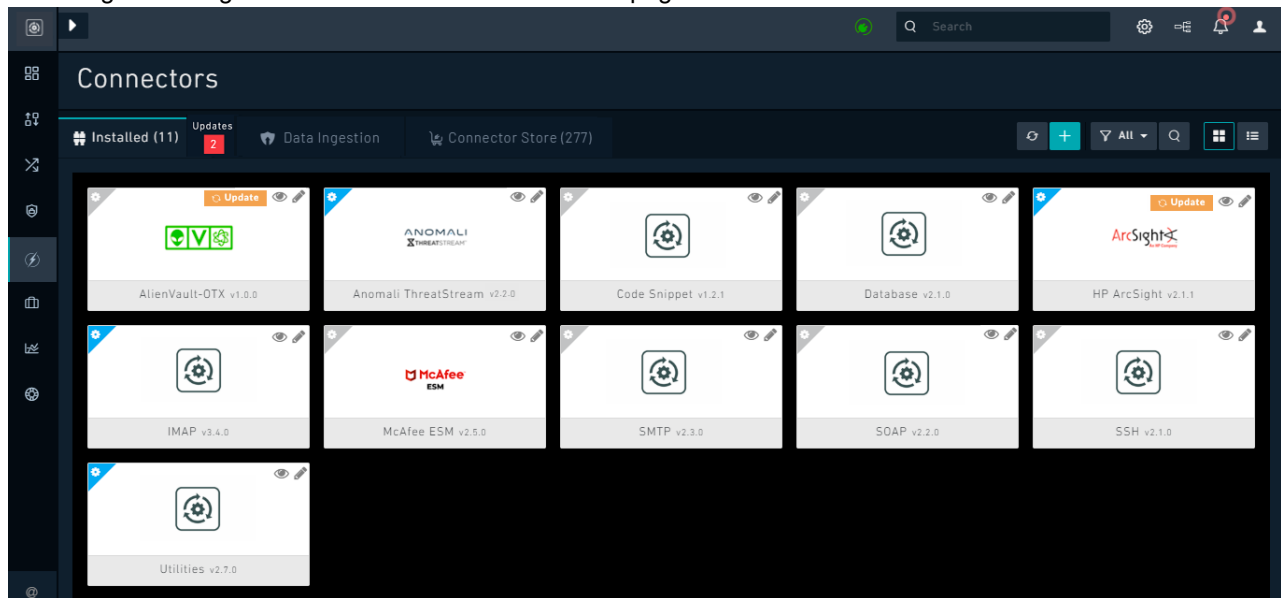 Search
Connectors
Installed (11)
Updates
2
Data Ingestion
Connector Store (277)
All
Update
Update
ANOMALI
THREATSTREAM
ArcSight
McAfee
ESM
AlienVault-OTX v1.0.0
Anomali ThreatStream v2.2.0
Code Snippet v1.2.1
Database v2.1.0
HP ArcSight v2.1.1
IMAP v3.4.0
McAfee ESM v2.5.0
SMTP v2.3.0
SOAP v2.2.0
SSH v2.1.0
Utilities v2.7.0
@